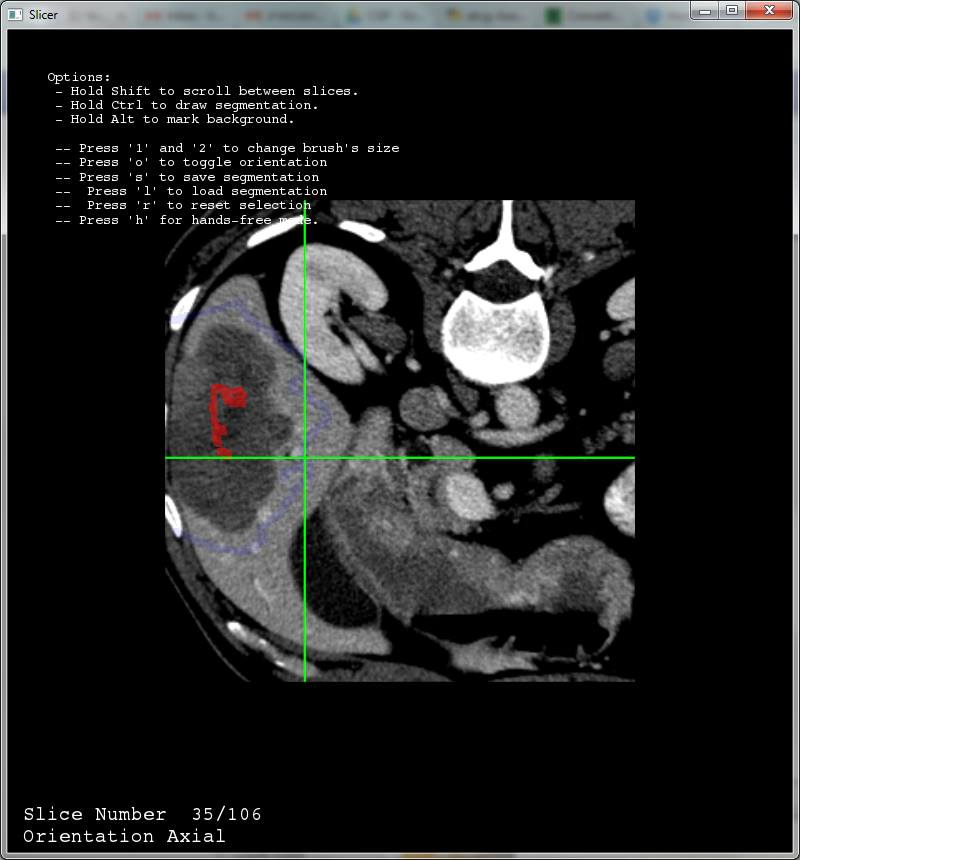 Slicer
Options:
- Hold Shift to scroll between slices.
- Hold Ctrl to draw segmentation.
- Hold Alt to mark background.
-- Press '1' and '2' to change brush's size
-- Press 'o' to toggle orientation
-- Press 's' to save segmentation
--  Press 'l' to load segmentation
--  Press 'r' to reset selection
-- Press 'h' for hands-free mode.
Slice Number  35/106
Orientation Axial